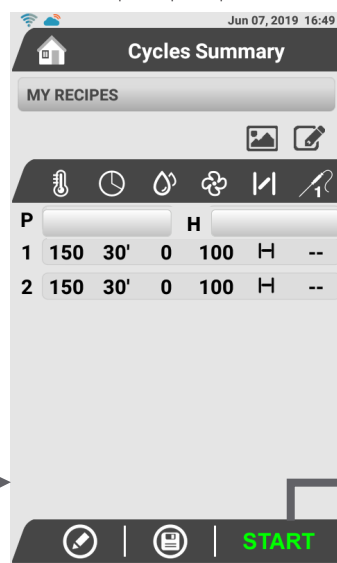 Jun 07, 2019 16:49
Cycles Summary
MY RECIPES
P H
1 150 30' 0 100 --
2 150 30' 0 100 --
START